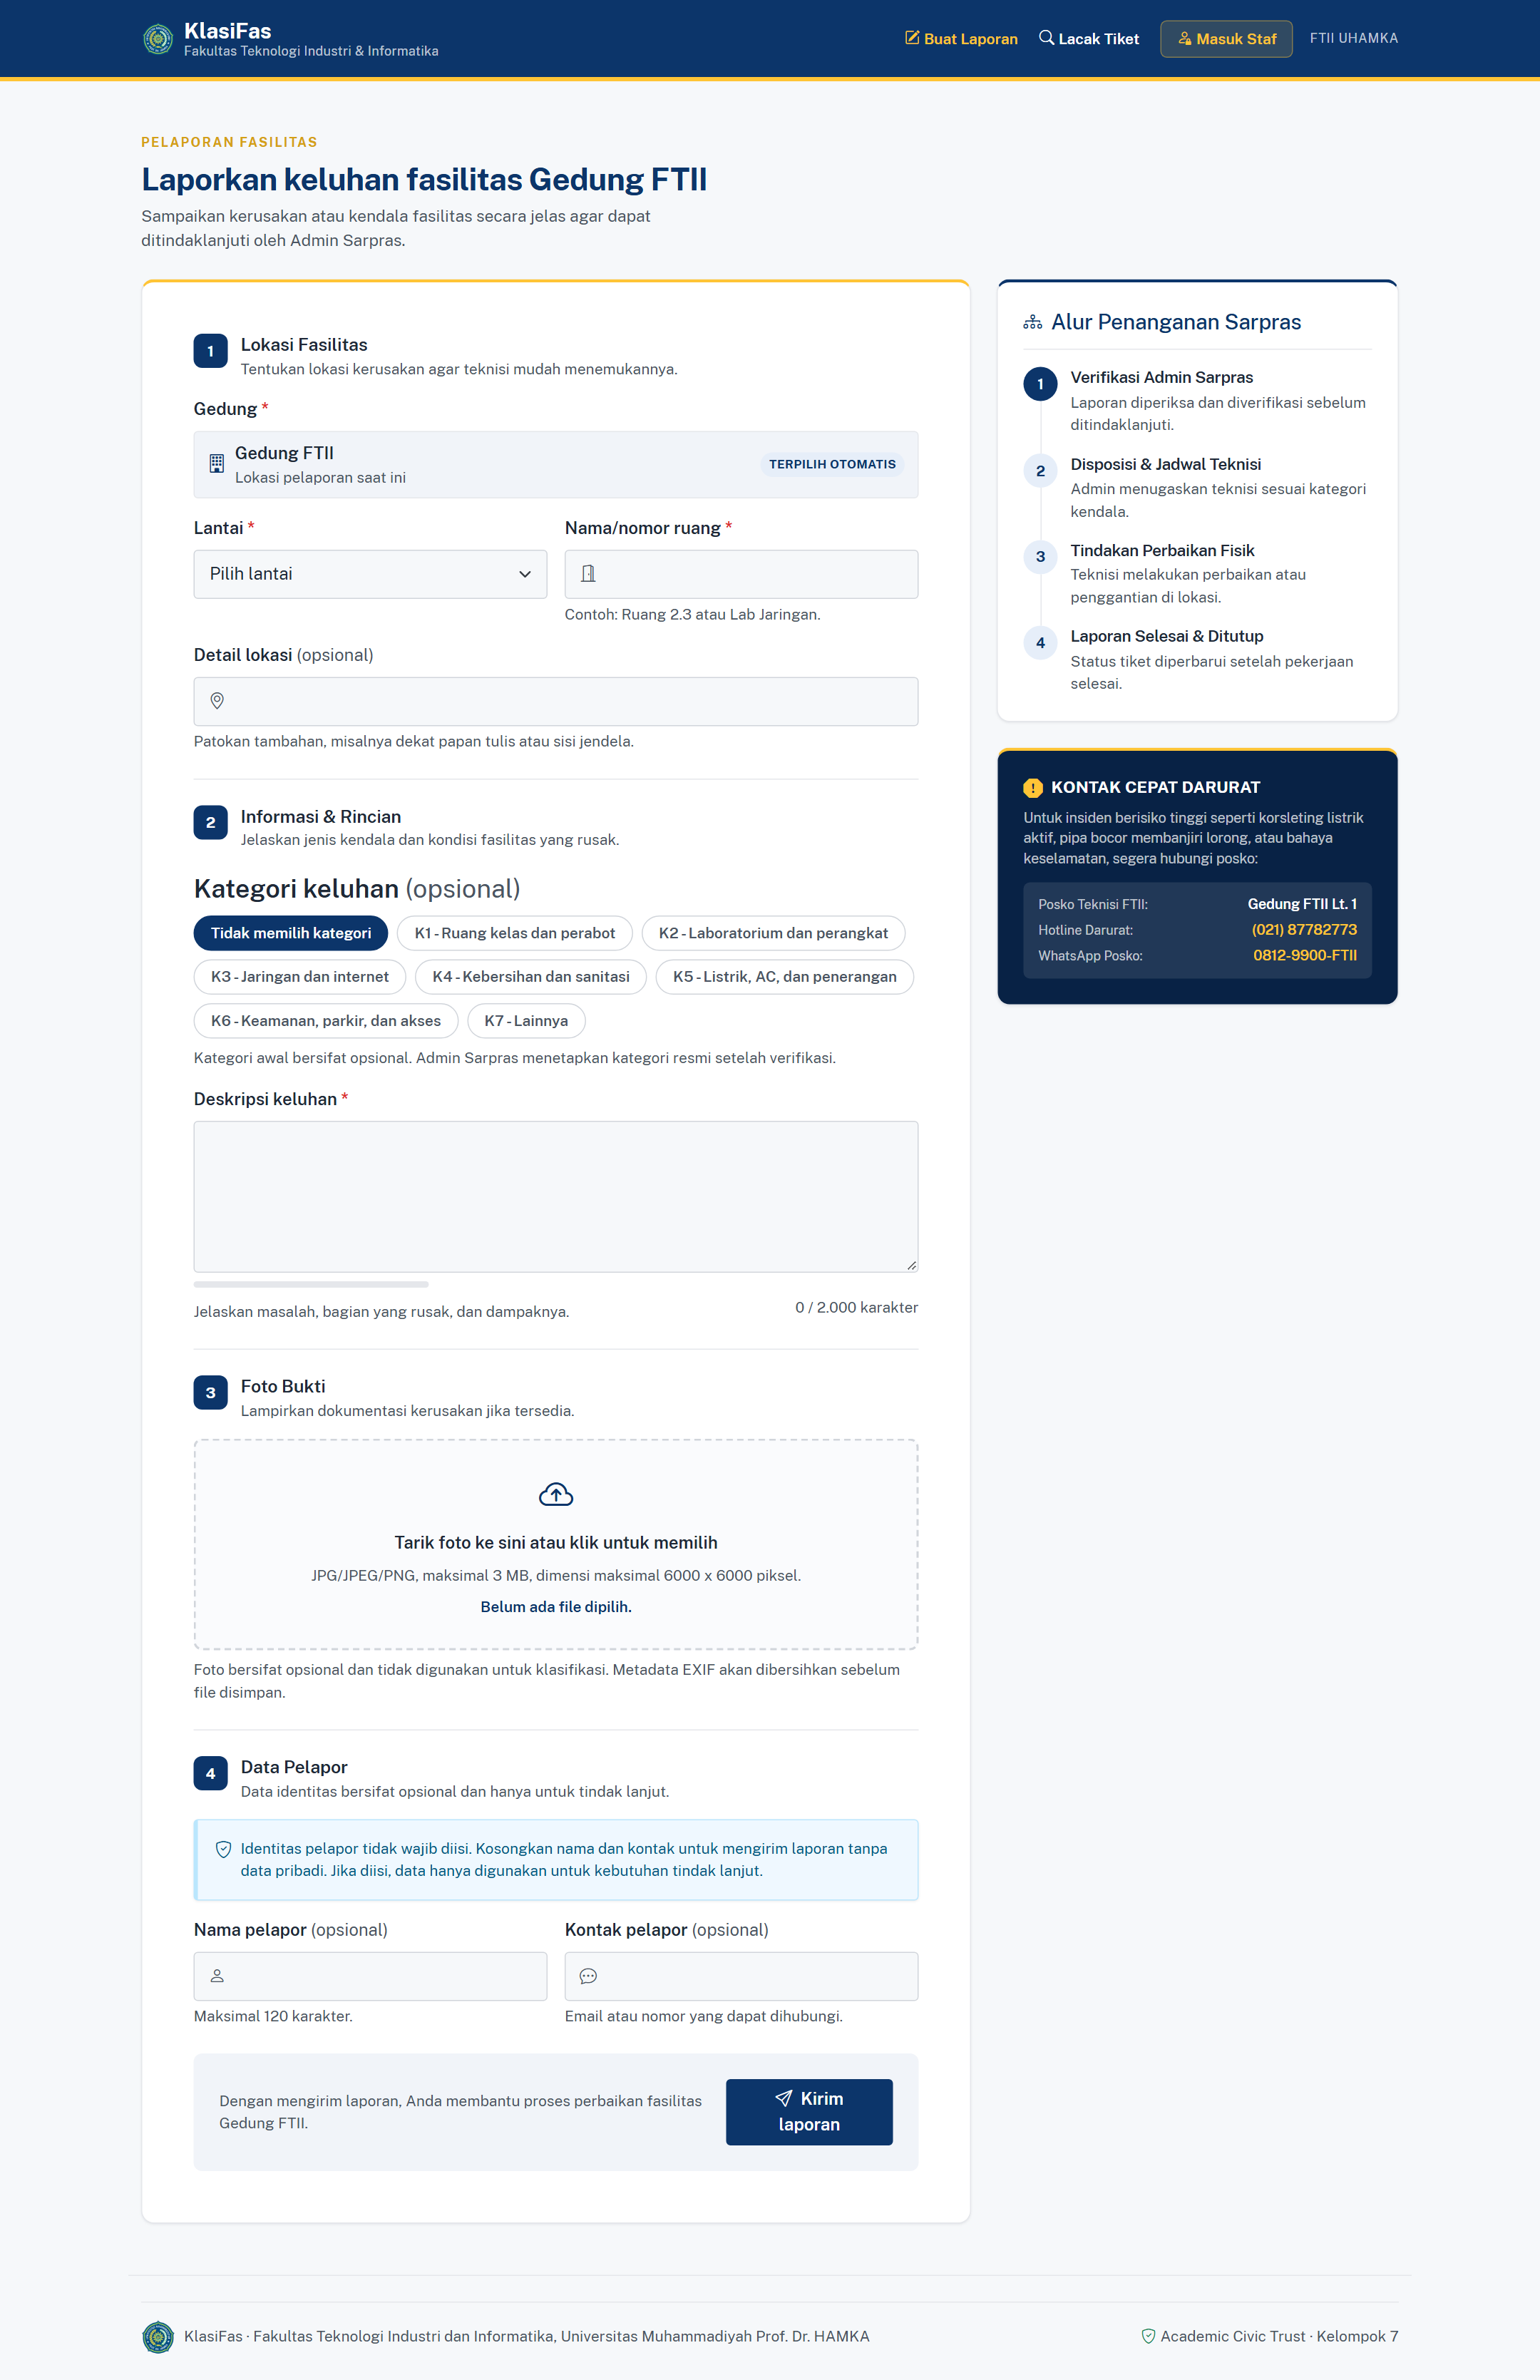 KlasiFas
Fakultas Teknologi Industri & Informatika
Buat Laporan
Lacak Tiket
Masuk Staf
FTII UHAMKA
PELAPORAN FASILITAS
Laporkan keluhan fasilitas Gedung FTII
Sampaikan kerusakan atau kendala fasilitas secara jelas agar dapat
ditindaklanjuti oleh Admin Sarpras.
1
Lokasi Fasilitas
Tentukan lokasi kerusakan agar teknisi mudah menemukannya.
Gedung *
Gedung FTII
Lokasi pelaporan saat ini
TERPILIH OTOMATIS
Lantai *
Pilih lantai
Nama/nomor ruang *
Contoh: Ruang 2.3 atau Lab Jaringan.
Detail lokasi (opsional)
Patokan tambahan, misalnya dekat papan tulis atau sisi jendela.
2
Informasi & Rincian
Jelaskan jenis kendala dan kondisi fasilitas yang rusak.
Kategori keluhan (opsional)
Tidak memilih kategori
K1 - Ruang kelas dan perabot
K2 - Laboratorium dan perangkat
K3 - Jaringan dan internet
K4 - Kebersihan dan sanitasi
K5 - Listrik, AC, dan penerangan
K6 - Keamanan, parkir, dan akses
K7 - Lainnya
Kategori awal bersifat opsional. Admin Sarpras menetapkan kategori resmi setelah verifikasi.
Deskripsi keluhan *
Jelaskan masalah, bagian yang rusak, dan dampaknya.
0 / 2.000 karakter
3
Foto Bukti
Lampirkan dokumentasi kerusakan jika tersedia.
Tarik foto ke sini atau klik untuk memilih
JPG/JPEG/PNG, maksimal 3 MB, dimensi maksimal 6000 x 6000 piksel.
Belum ada file dipilih.
Foto bersifat opsional dan tidak digunakan untuk klasifikasi. Metadata EXIF akan dibersihkan sebelum
file disimpan.
4
Data Pelapor
Data identitas bersifat opsional dan hanya untuk tindak lanjut.
Identitas pelapor tidak wajib diisi. Kosongkan nama dan kontak untuk mengirim laporan tanpa
data pribadi. Jika diisi, data hanya digunakan untuk kebutuhan tindak lanjut.
Nama pelapor (opsional)
Maksimal 120 karakter.
Kontak pelapor (opsional)
Email atau nomor yang dapat dihubungi.
Dengan mengirim laporan, Anda membantu proses perbaikan fasilitas
Gedung FTII.
Kirim
laporan
Alur Penanganan Sarpras
1
Verifikasi Admin Sarpras
Laporan diperiksa dan diverifikasi sebelum
ditindaklanjuti.
2
Disposisi & Jadwal Teknisi
Admin menugaskan teknisi sesuai kategori
kendala.
3
Tindakan Perbaikan Fisik
Teknisi melakukan perbaikan atau
penggantian di lokasi.
4
Laporan Selesai & Ditutup
Status tiket diperbarui setelah pekerjaan
selesai.
KONTAK CEPAT DARURAT
Untuk insiden berisiko tinggi seperti korsleting listrik
aktif, pipa bocor membanjiri lorong, atau bahaya
keselamatan, segera hubungi posko:
Posko Teknisi FTII:
Gedung FTII Lt. 1
Hotline Darurat:
(021) 87782773
WhatsApp Posko:
0812-9900-FTII
KlasiFas · Fakultas Teknologi Industri dan Informatika, Universitas Muhammadiyah Prof. Dr. HAMKA
Academic Civic Trust · Kelompok 7